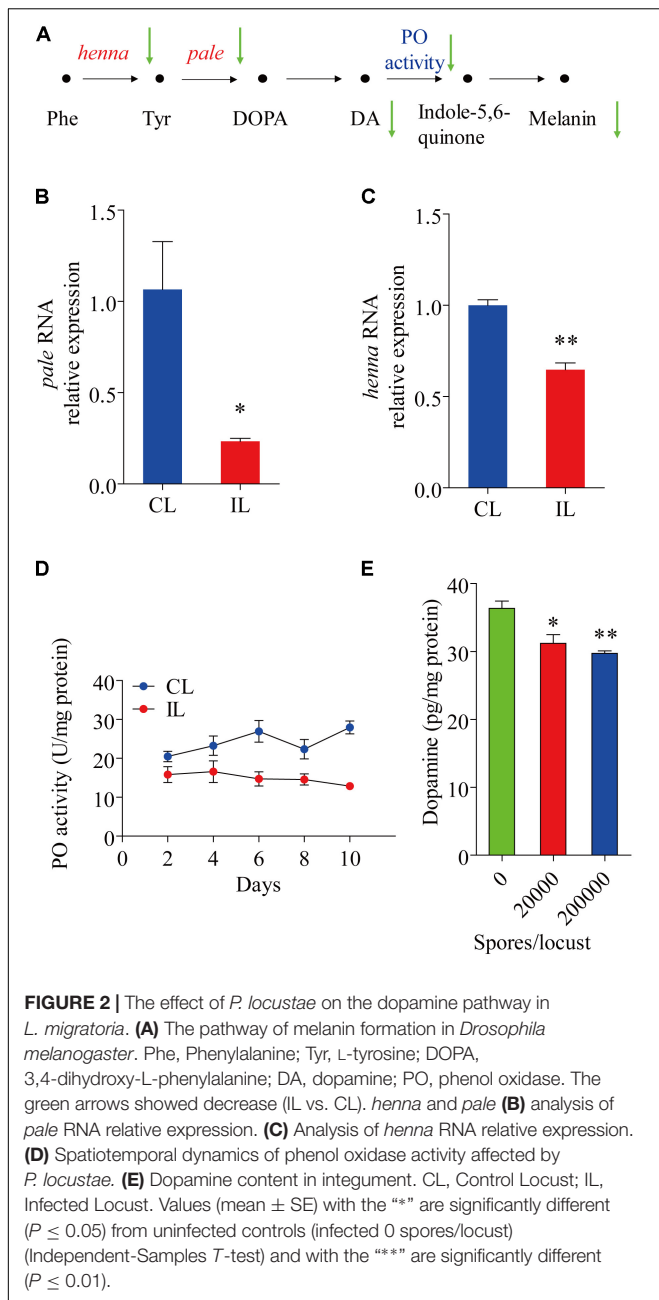 A
henna
pale
PO
activity
Phe
Tyr
DOPA
DA
Indole-5,6-
quinone
Melanin
B
1.5
1.0
0.5
0.0
pale RNA
relative expression
*
CL
IL
C
1.5
1.0
0.5
0.0
henna RNA
relative expression
**
CL
IL
D
PO activity (U/mg protein)
40
30
20
10
0
CL
IL
0
2
4
6
8
10
Days
E
Dopamine (pg/mg protein)
40
30
20
10
0
*
**
0
20000
200000
Spores/locust
FIGURE 2 | The effect of P. locustae on the dopamine pathway in
L. migratoria. (A) The pathway of melanin formation in Drosophila
melanogaster. Phe, Phenylalanine; Tyr, L-tyrosine; DOPA,
3,4-dihydroxy-L-phenylalanine; DA, dopamine; PO, phenol oxidase. The
green arrows showed decrease (IL vs. CL). henna and pale (B) analysis of
pale RNA relative expression. (C) Analysis of henna RNA relative expression.
(D) Spatiotemporal dynamics of phenol oxidase activity affected by
P. locustae. (E) Dopamine content in integument. CL, Control Locust; IL,
Infected Locust. Values (mean ± SE) with the "*" are significantly different
(P ≤ 0.05) from uninfected controls (infected 0 spores/locust)
(Independent-Samples T-test) and with the "**" are significantly different
(P ≤ 0.01).